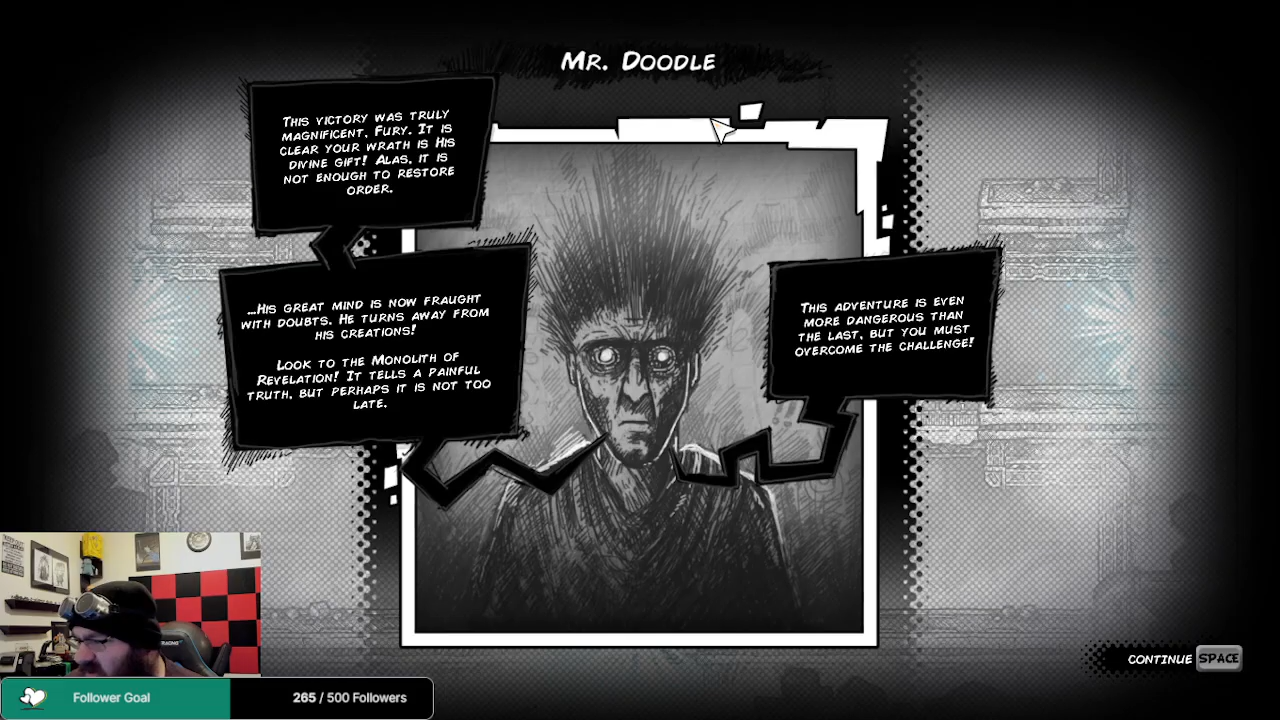 Mr. Doodle
This victory was truly
magnificent, Fury. It is
clear your wrath is His
divine gift! Alas, it is
not enough to restore
order.
...His great mind is now fraught
with doubts. He turns away from
his creations!
Look to the Monolith of
Revelation! It tells a painful
truth, but perhaps it is not too
late.
This adventure is even
more dangerous than
the last, but you must
overcome the challenge!
Continue SPACE
Follower Goal 265 / 500 Followers